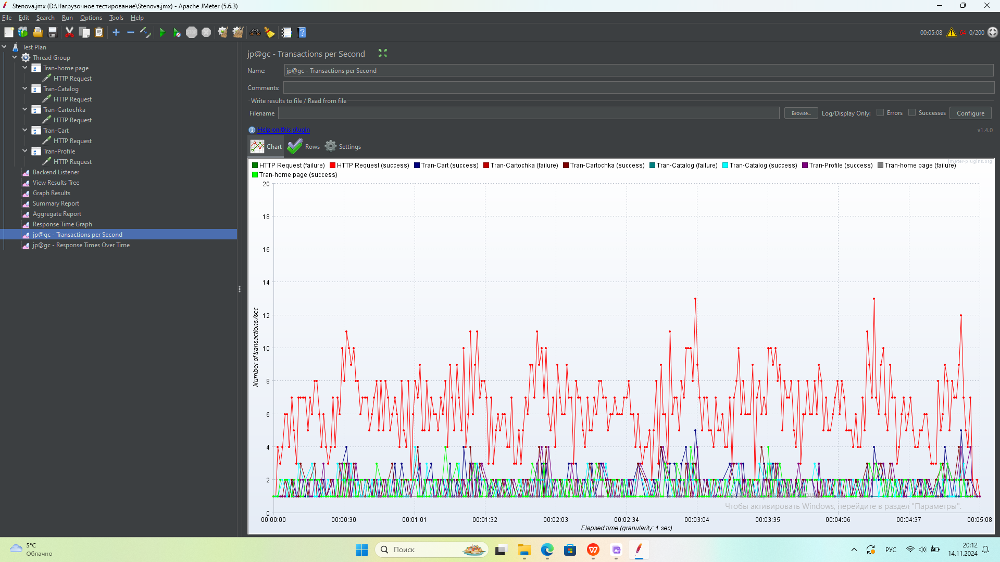 Stenova.jmx (D:\Нагрузочное тестирование\Stenova.jmx) - Apache JMeter (5.6.3)
File Edit Search Run Options Tools Help
00:05:08 64 0/200
Test Plan
Thread Group
Tran-home page
HTTP Request
Tran-Catalog
HTTP Request
Tran-Cartochka
HTTP Request
Tran-Cart
HTTP Request
Tran-Profile
HTTP Request
Backend Listener
View Results Tree
Graph Results
Summary Report
Aggregate Report
Response Time Graph
jp@gc - Transactions per Second
jp@gc - Response Times Over Time
jp@gc - Transactions per Second
Name: jp@gc - Transactions per Second
Comments:
Write results to file / Read from file
Filename Browse... Log/Display Only: Errors Successes Configure
Help on this plugin v1.4.0
Chart Rows Settings
jmeter-plugins.org
HTTP Request (failure) HTTP Request (success) Tran-Cart (success) Tran-Cartochka (failure) Tran-Cartochka (success) Tran-Catalog (failure) Tran-Catalog (success) Tran-Profile (success) Tran-home page (failure)
Tran-home page (success)
20
18
16
14
12
10
8
6
4
2
0
Number of transactions /sec
00:00:00 00:00:30 00:01:01 00:01:32 00:02:03 00:02:34 00:03:04 00:03:35 00:04:06 00:04:37 00:05:08
Elapsed time (granularity: 1 sec)
Чтобы активировать Windows, перейдите в раздел "Параметры".
5°C
Облачно
Поиск
РУС
20:12
14.11.2024